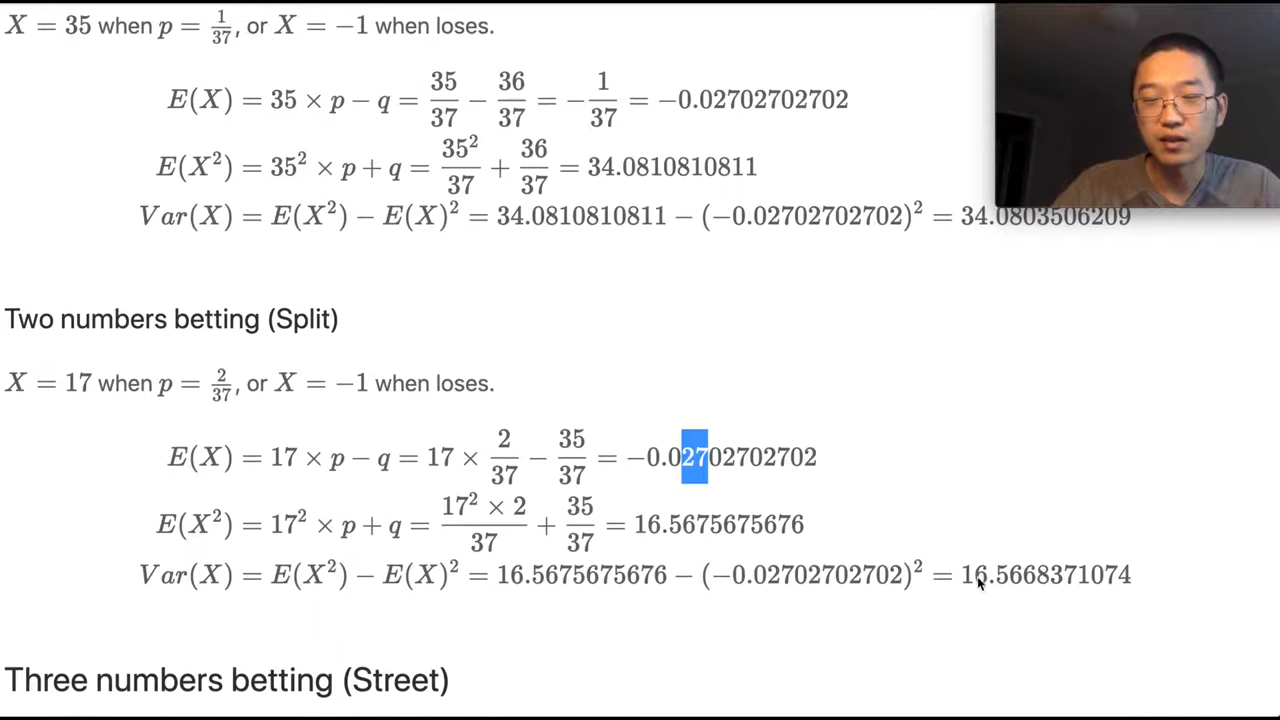 X = 35 when p = 1/37, or X = −1 when loses.
E(X) = 35 × p − q = 35/37 − 36/37 = −1/37 = −0.02702702702
E(X²) = 35² × p + q = 35²/37 + 36/37 = 34.0810810811
Var(X) = E(X²) − E(X)² = 34.0810810811 − (−0.02702702702)² = 34.0803506209
Two numbers betting (Split)
X = 17 when p = 2/37, or X = −1 when loses.
E(X) = 17 × p − q = 17 × 2/37 − 35/37 = −0.02702702702
E(X²) = 17² × p + q = 17² × 2/37 + 35/37 = 16.5675675676
Var(X) = E(X²) − E(X)² = 16.5675675676 − (−0.02702702702)² = 16.5668371074
Three numbers betting (Street)